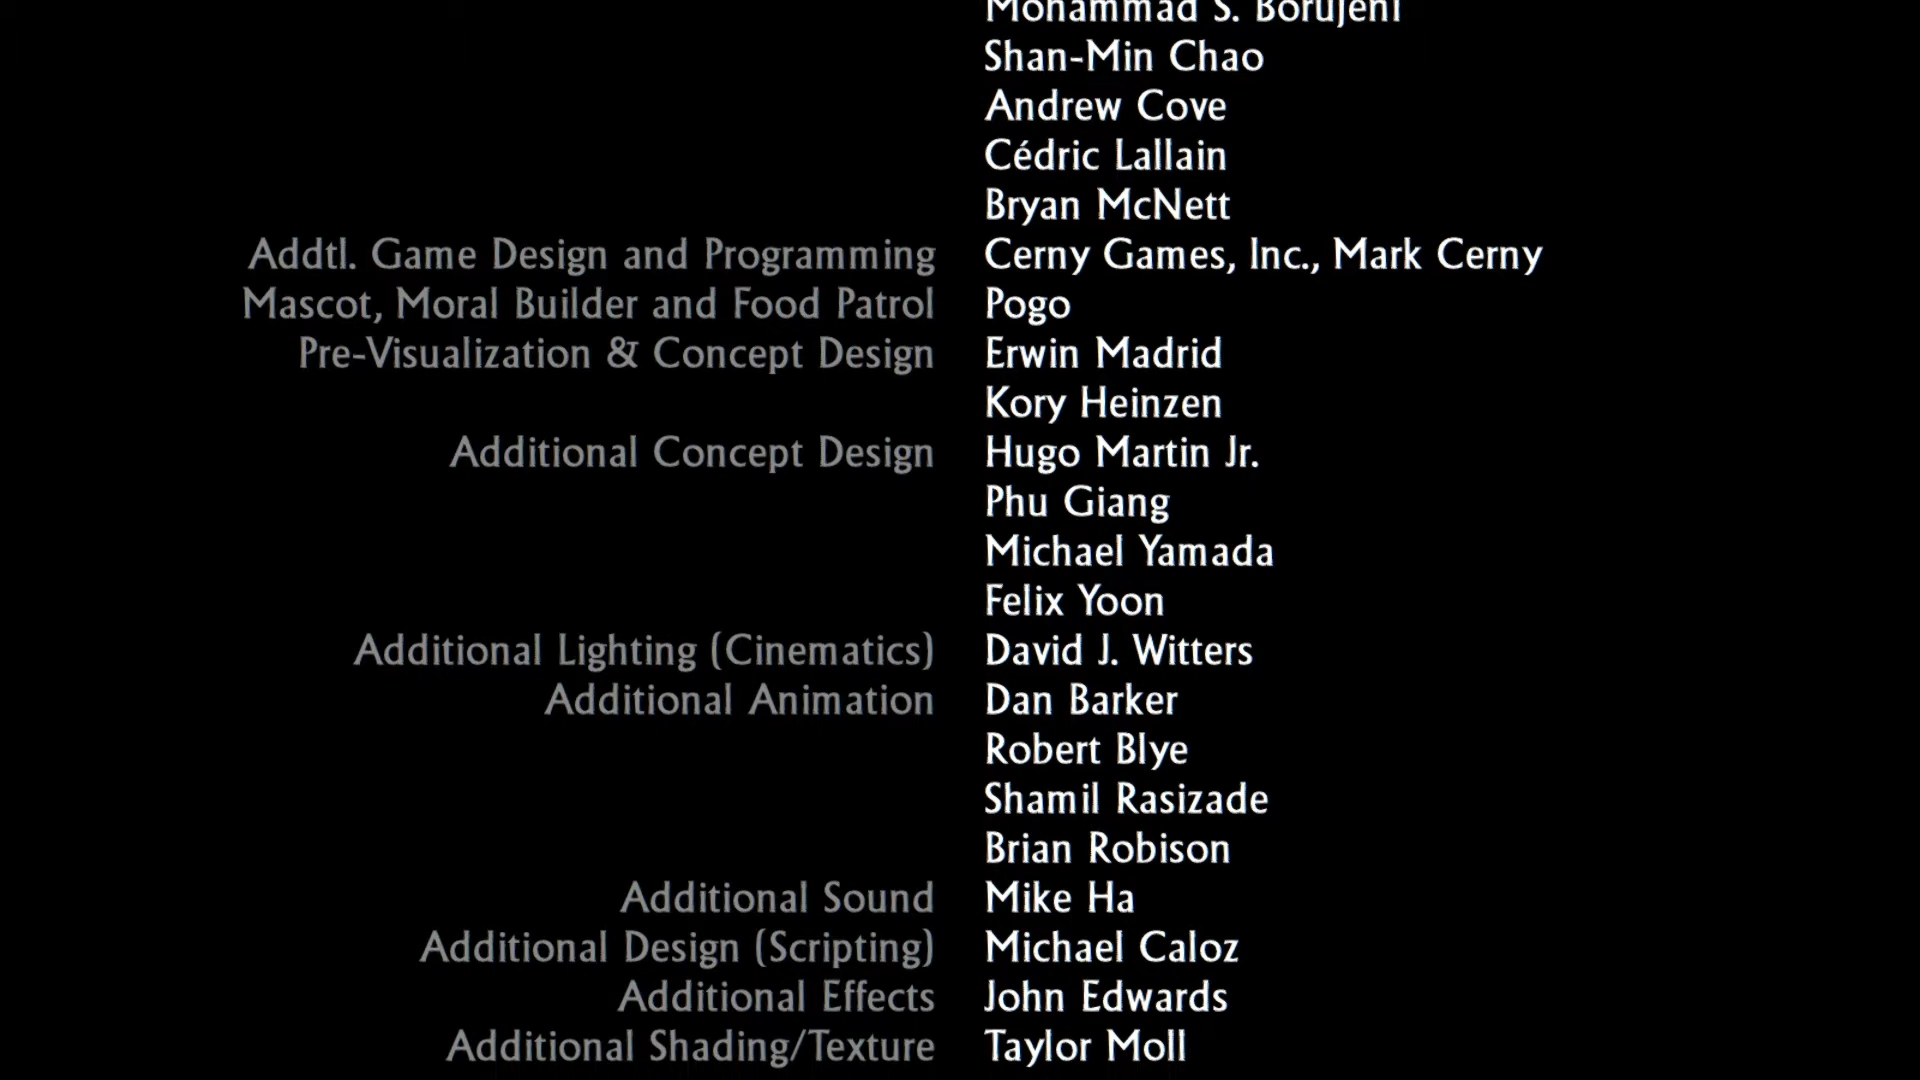 Mohammad S. Borujeni
Shan-Min Chao
Andrew Cove
Cédric Lallain
Bryan McNett
Addtl. Game Design and Programming Cerny Games, Inc., Mark Cerny
Mascot, Moral Builder and Food Patrol Pogo
Pre-Visualization & Concept Design Erwin Madrid
Kory Heinzen
Additional Concept Design Hugo Martin Jr.
Phu Giang
Michael Yamada
Felix Yoon
Additional Lighting (Cinematics) David J. Witters
Additional Animation Dan Barker
Robert Blye
Shamil Rasizade
Brian Robison
Additional Sound Mike Ha
Additional Design (Scripting) Michael Caloz
Additional Effects John Edwards
Additional Shading/Texture Taylor Moll